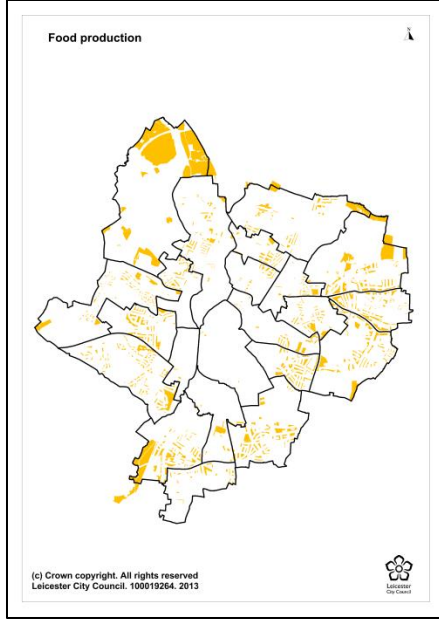 Food production
(c) Crown copyright. All rights reserved
Leicester City Council. 100019264. 2013
Leicester
City Council